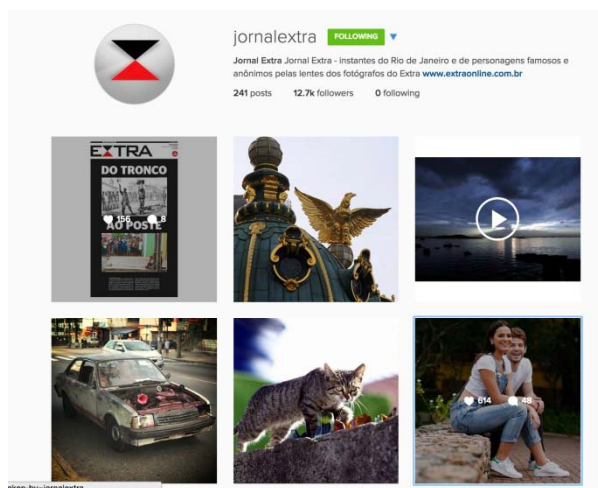 jornalextra FOLLOWING
Jornal Extra Jornal Extra - instantes do Rio de Janeiro e de personagens famosos e
anônimos pelas lentes dos fotógrafos do Extra www.extraonline.com.br
241 posts 12.7k followers 0 following
EXTRA
DO TRONCO
156 8
AO POSTE
614 48